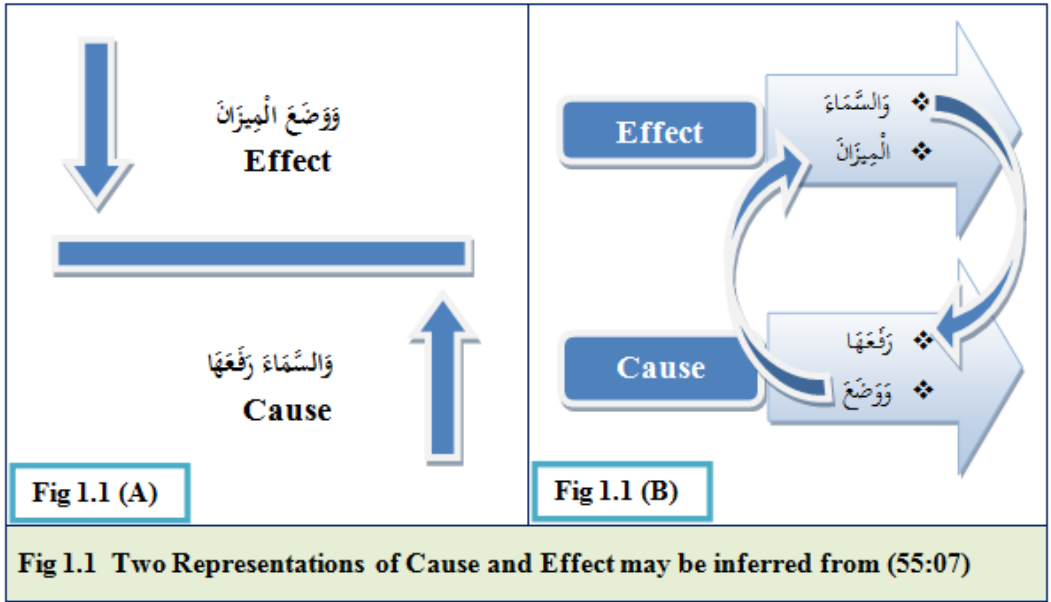 وَوَضَعَ الْمِيزَانَ
Effect
وَالسَّمَاءَ رَفَعَهَا
Cause
Fig 1.1 (A)
Effect
❖ وَالسَّمَاءَ
❖ الْمِيزَانَ
Cause
❖ رَفَعَهَا
❖ وَوَضَعَ
Fig 1.1 (B)
Fig 1.1 Two Representations of Cause and Effect may be inferred from (55:07)